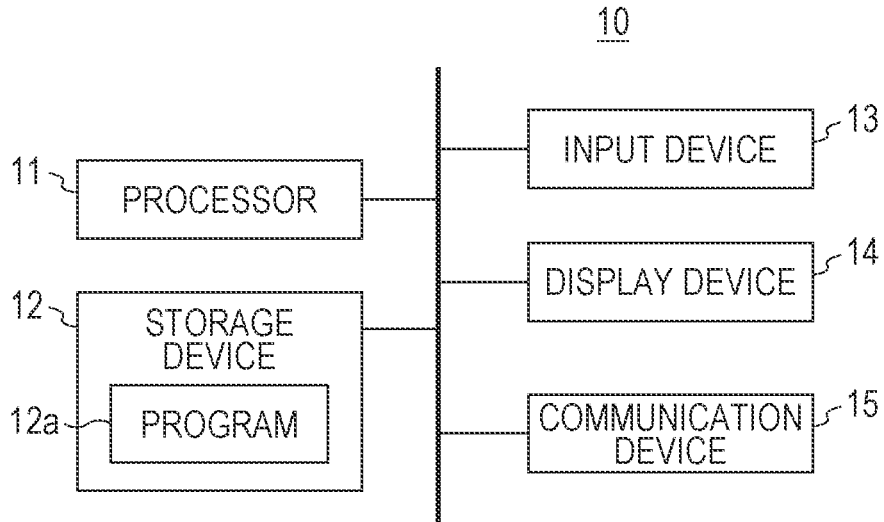 10
11
PROCESSOR
12
STORAGE
DEVICE
12a
PROGRAM
13
INPUT DEVICE
14
DISPLAY DEVICE
15
COMMUNICATION
DEVICE